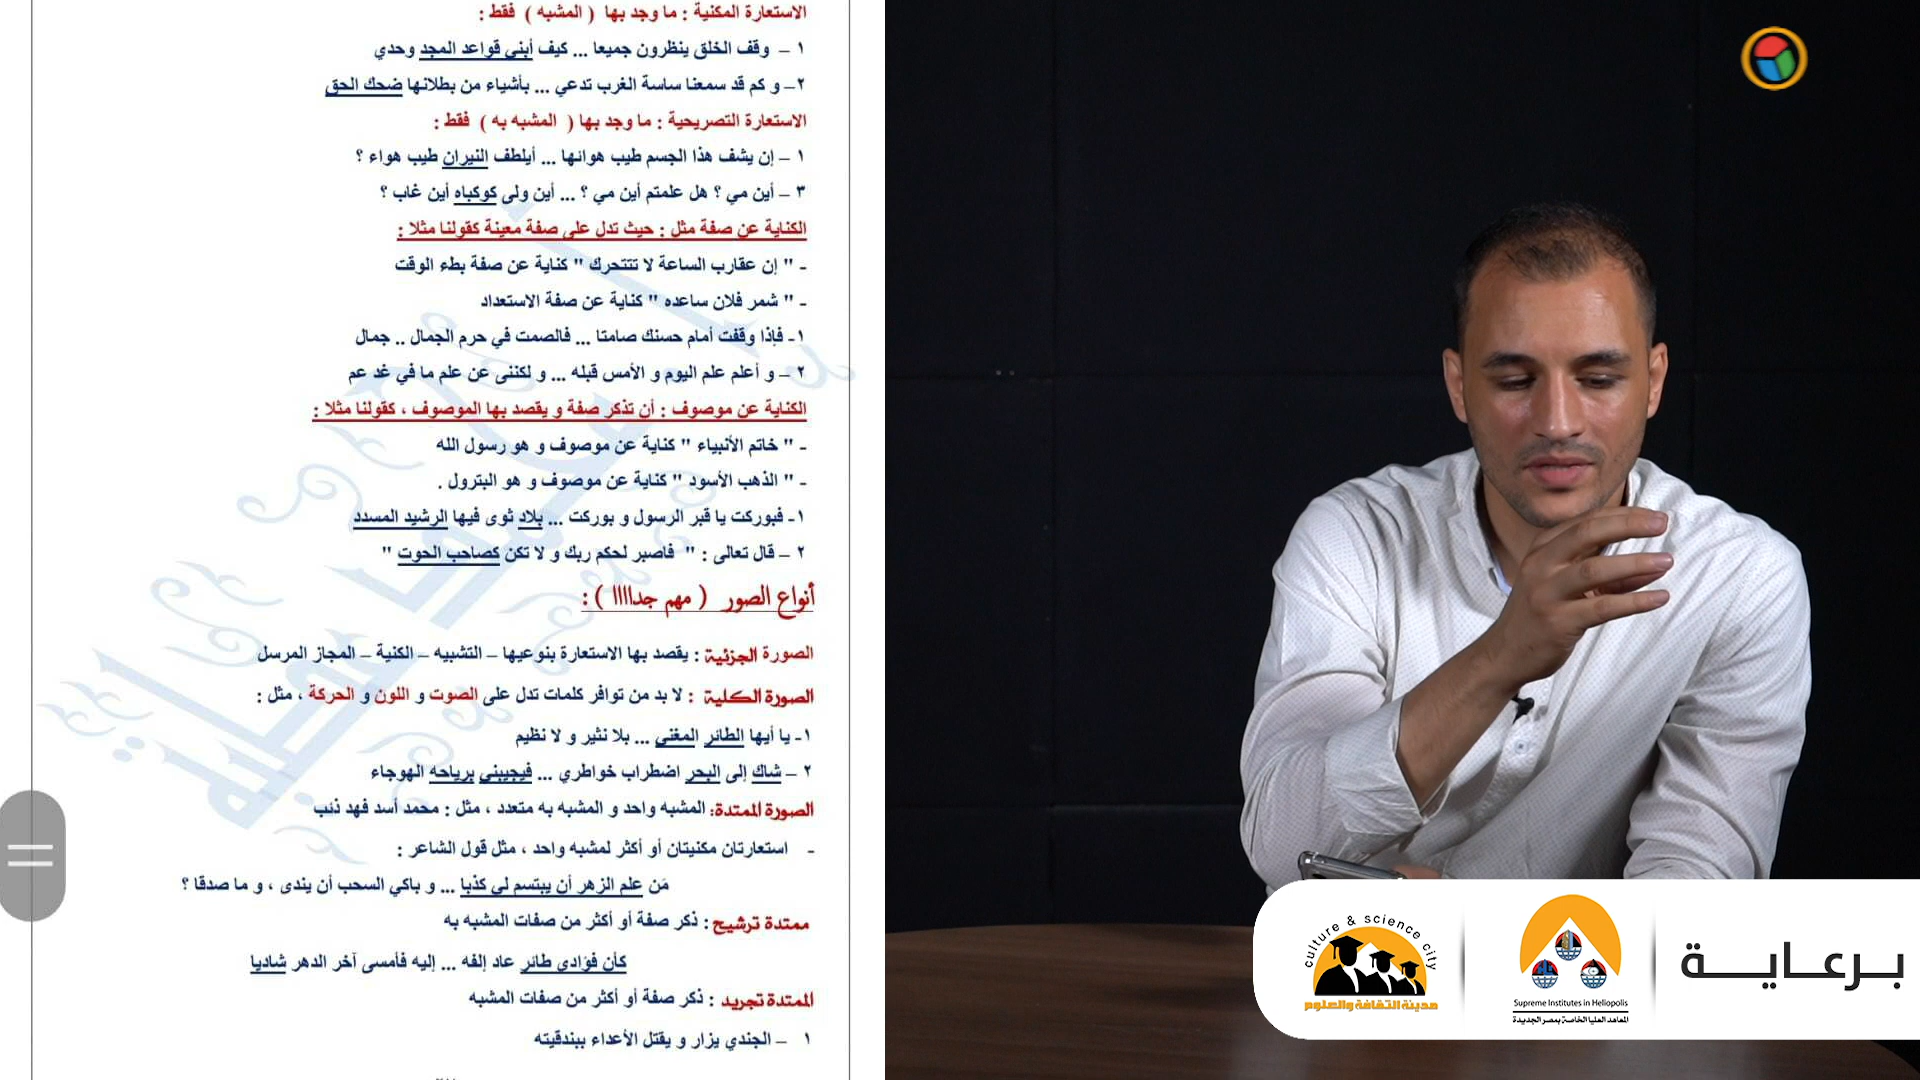 الاستعارة المكنية : ما وجد بها ( المشبه ) فقط :
١ – وقف الخلق ينظرون جميعا ... كيف أبني قواعد المجد وحدي
٢– و كم قد سمعنا ساسة الغرب تدعي ... بأشياء من بطلانها ضحك الحق
الاستعارة التصريحية : ما وجد بها ( المشبه به ) فقط :
١ – إن يشف هذا الجسم طيب هوائها ... أيلطف النيران طيب هواء ؟
٣ – أين مي ؟ هل علمتم أين مي ؟ ... أين ولى كوكباه أين غاب ؟
الكناية عن صفة مثل : حيث تدل على صفة معينة كقولنا مثلا :
- " إن عقارب الساعة لا تتتحرك " كناية عن صفة بطء الوقت
- " شمر فلان ساعده " كناية عن صفة الاستعداد
١- فإذا وقفت أمام حسنك صامتا ... فالصمت في حرم الجمال .. جمال
٢ – و أعلم علم اليوم و الأمس قبله ... و لكننى عن علم ما في غد عم
الكناية عن موصوف : أن تذكر صفة و يقصد بها الموصوف ، كقولنا مثلا :
- " خاتم الأنبياء " كناية عن موصوف و هو رسول الله
- " الذهب الأسود " كناية عن موصوف و هو البترول .
١- فبوركت يا قبر الرسول و بوركت ... بلاد ثوى فيها الرشيد المسدد
٢ – قال تعالى : " فاصبر لحكم ربك و لا تكن كصاحب الحوت "
أنواع الصور ( مهم جداااا ) :
الصورة الجزئية : يقصد بها الاستعارة بنوعيها – التشبيه – الكنية – المجاز المرسل
الصورة الكلية : لا بد من توافر كلمات تدل على الصوت و اللون و الحركة ، مثل :
١- يا أيها الطائر المغني ... بلا نثير و لا نظيم
٢ – شاك إلى البحر اضطراب خواطري ... فيجيبني برياحه الهوجاء
الصورة الممتدة: المشبه واحد و المشبه به متعدد ، مثل : محمد أسد فهد ذئب
- استعارتان مكنيتان أو أكثر لمشبه واحد ، مثل قول الشاعر :
مَن علم الزهر أن يبتسم لي كذبا ... و باكي السحب أن يندى ، و ما صدقا ؟
ممتدة ترشيح : ذكر صفة أو أكثر من صفات المشبه به
كأن فؤادي طائر عاد إلفه ... إليه فأمسى آخر الدهر شاديا
الممتدة تجريد : ذكر صفة أو أكثر من صفات المشبه
١ – الجندي يزار و يقتل الأعداء ببندقيته
culture & science city
مدينة الثقافة والعلوم
Supreme Institutes in Heliopolis
المعاهد العليا الخاصة بمصر الجديدة
برعاية